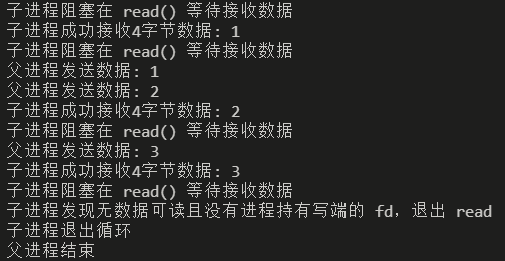 子进程阻塞在 read() 等待接收数据
子进程成功接收4字节数据: 1
子进程阻塞在 read() 等待接收数据
父进程发送数据: 1
父进程发送数据: 2
子进程成功接收4字节数据: 2
子进程阻塞在 read() 等待接收数据
父进程发送数据: 3
子进程成功接收4字节数据: 3
子进程阻塞在 read() 等待接收数据
子进程发现无数据可读且没有进程持有写端的 fd, 退出 read
子进程退出循环
父进程结束